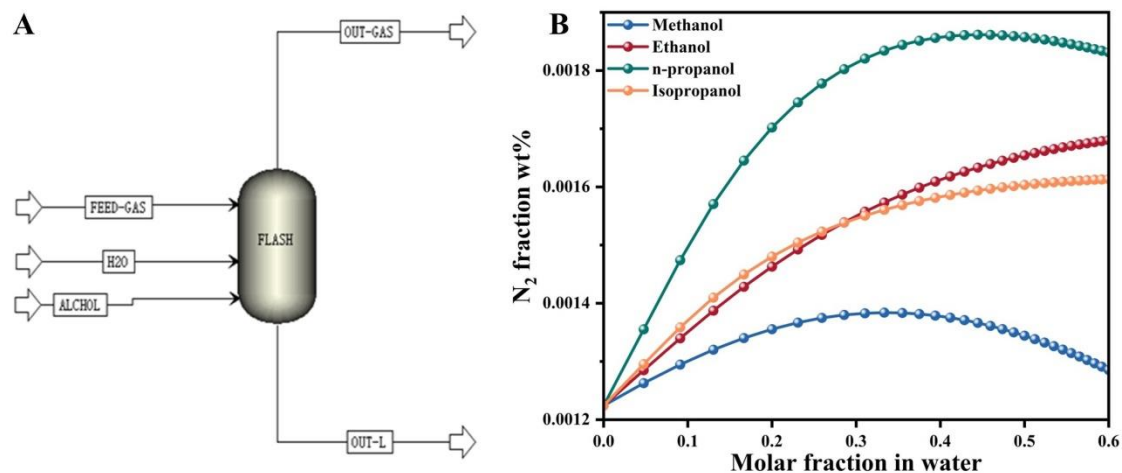 A
OUT-GAS
FEED-GAS
FLASH
H2O
ALCHOL
OUT-L
B
Methanol
Ethanol
n-propanol
Isopropanol
N₂ fraction wt%
0.0018
0.0016
0.0014
0.0012
0.0 0.1 0.2 0.3 0.4 0.5 0.6
Molar fraction in water